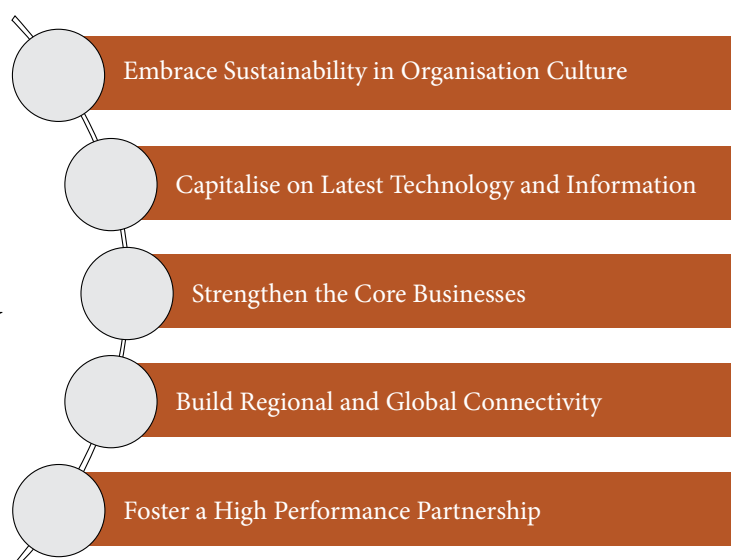 Embrace Sustainability in Organisation Culture
Capitalise on Latest Technology and Information
Strengthen the Core Businesses
Build Regional and Global Connectivity
Foster a High Performance Partnership